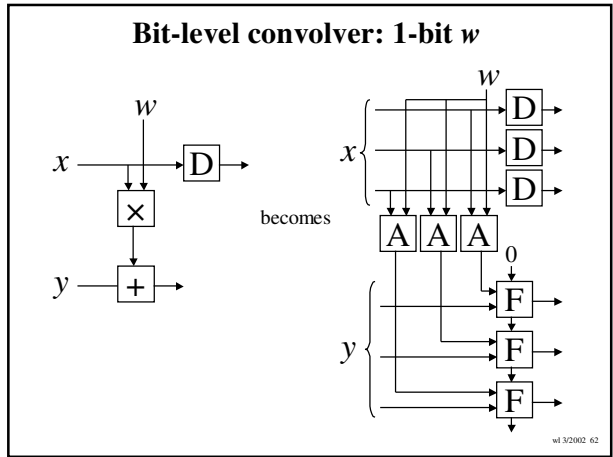 Bit-level convolver: 1-bit w
w
x
D
×
y
+
becomes
w
x
D
D
D
A A A
0
y
F
F
F
wl 3/2002 62